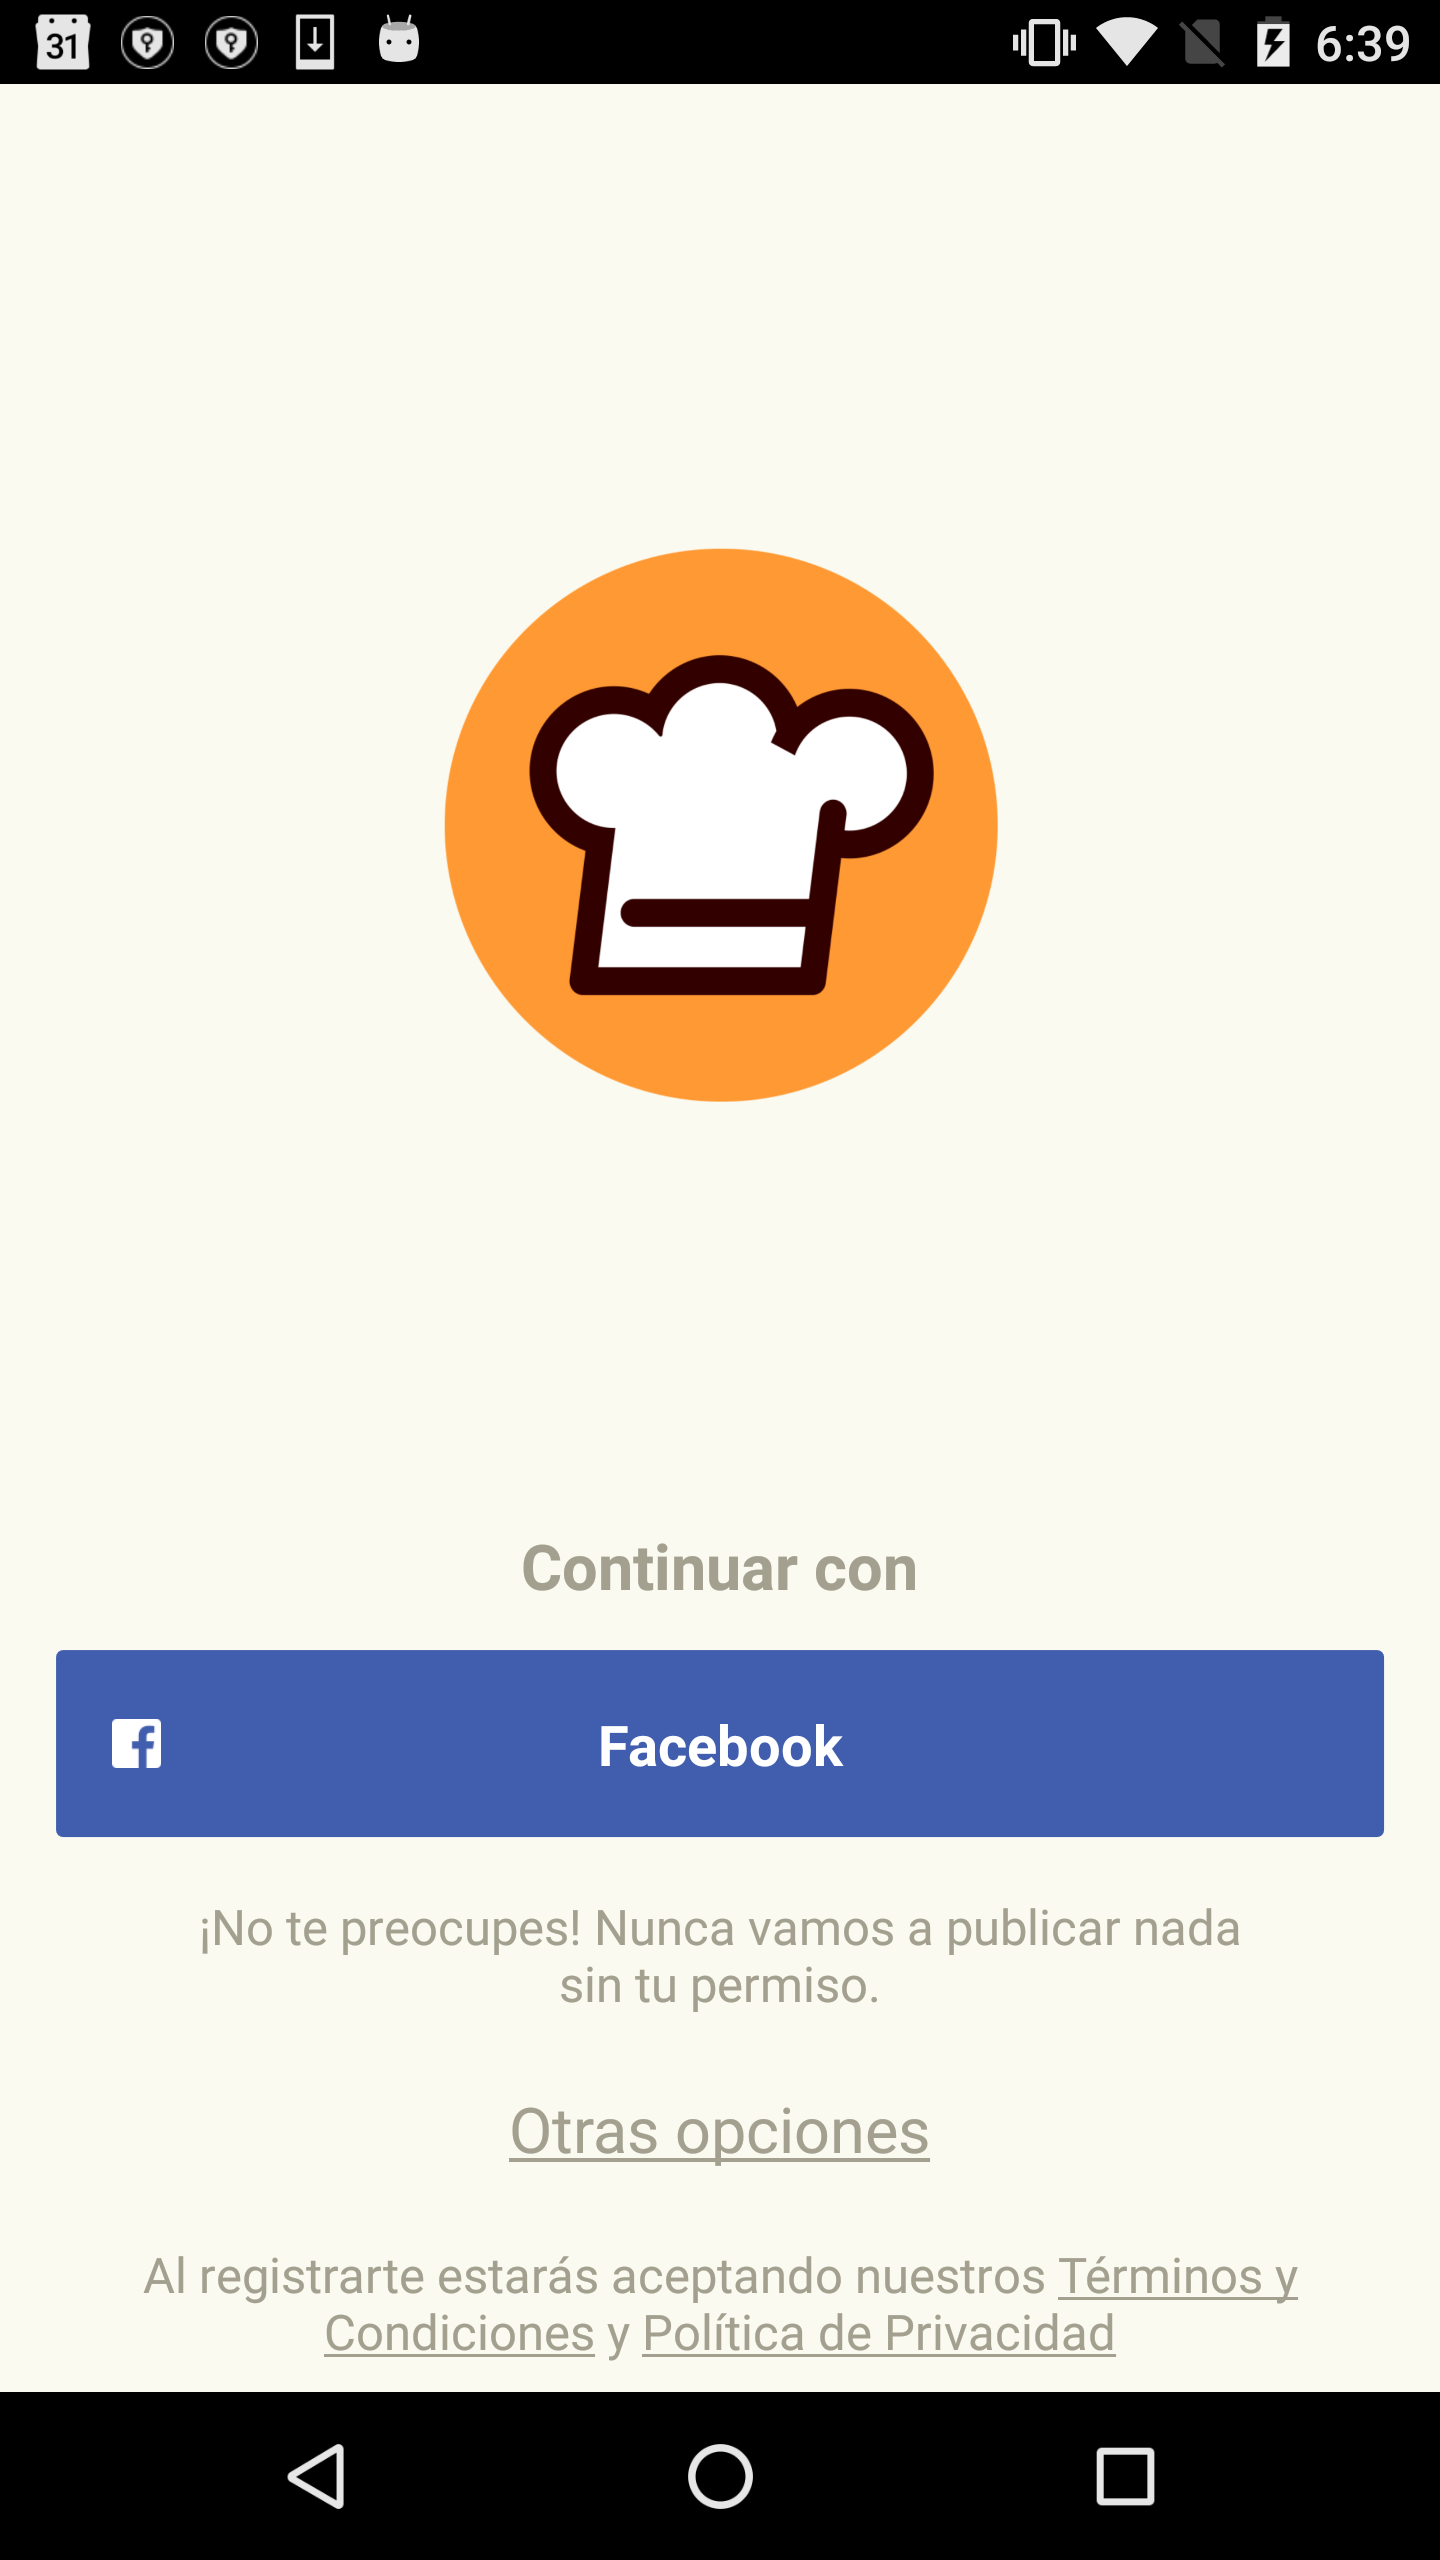 31
6:39
Continuar con
Facebook
¡No te preocupes! Nunca vamos a publicar nada
sin tu permiso.
Otras opciones
Al registrarte estarás aceptando nuestros Términos y
Condiciones y Política de Privacidad